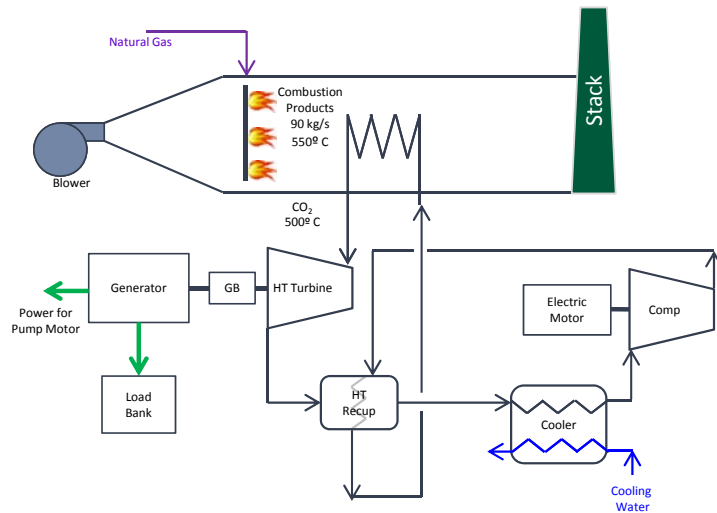 Natural Gas
Combustion
Products
90 kg/s
550º C
Stack
Blower
CO₂
500º C
Generator
GB
HT Turbine
Electric
Motor
Comp
Power for
Pump Motor
Load
Bank
HT
Recup
Cooler
Cooling
Water